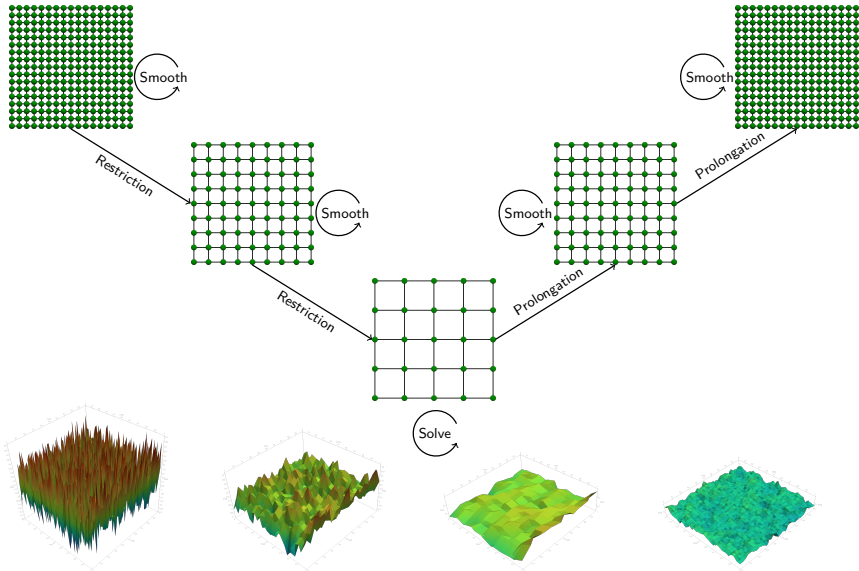 Smooth
Smooth
Restriction
Prolongation
Smooth
Smooth
Restriction
Prolongation
Solve